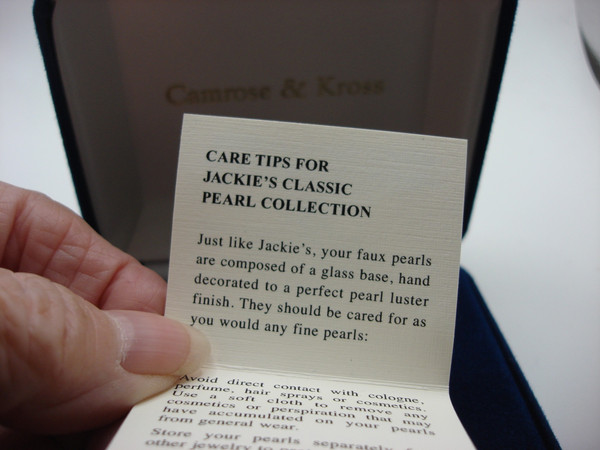 Camrose & Kross
CARE TIPS FOR
JACKIE'S CLASSIC
PEARL COLLECTION
Just like Jackie's, your faux pearls
are composed of a glass base, hand
decorated to a perfect pearl luster
finish. They should be cared for as
you would any fine pearls:
Avoid direct contact with cologne,
perfume, hair sprays or cosmetics.
Use a soft cloth to remove any
cosmetics or perspiration that may
have accumulated on your pearls
from general wear.
Store your pearls separately
other jewelry to